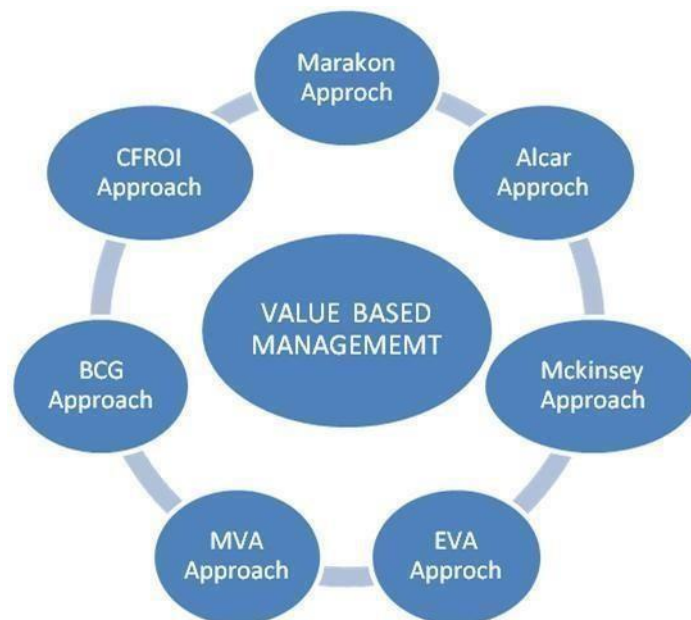 Marakon
Approch
Alcar
Approch
Mckinsey
Approach
EVA
Approch
MVA
Approach
BCG
Approach
CFROI
Approach
VALUE BASED
MANAGEMEMT